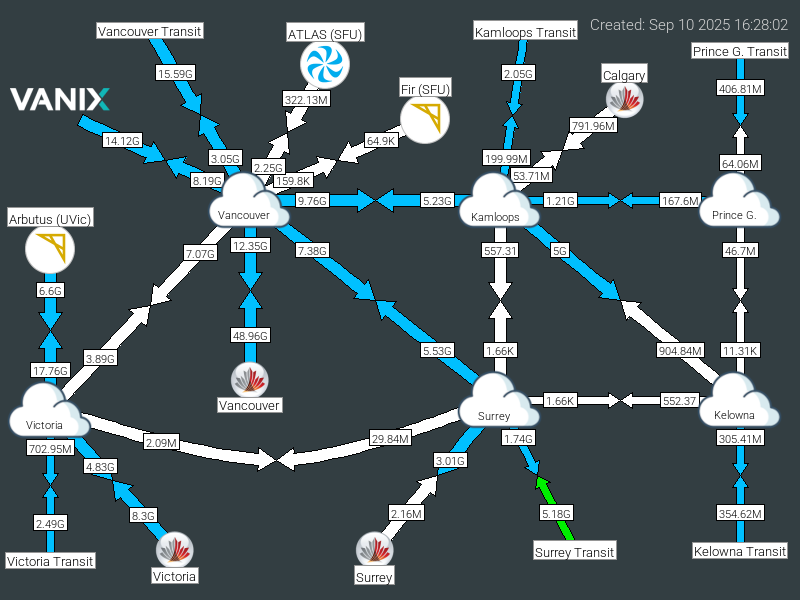 Created: Sep 10 2025 16:28:02
Vancouver Transit
ATLAS (SFU)
Kamloops Transit
Prince G. Transit
15.59G
2.05G
Calgary
406.81M
Fir (SFU)
VANIX
322.13M
791.96M
14.12G
64.9K
3.05G
199.99M
64.06M
2.25G
53.71M
8.19G
159.8K
9.76G
5.23G
1.21G
167.6M
Vancouver
Kamloops
Prince G.
Arbutus (UVic)
7.07G
12.35G
7.38G
557.31
5G
46.7M
6.6G
48.96G
17.76G
3.89G
5.53G
1.66K
904.84M
11.31K
Vancouver
1.66K
552.37
Victoria
Surrey
Kelowna
702.95M
2.09M
29.84M
1.74G
305.41M
4.83G
3.01G
2.49G
8.3G
2.16M
5.18G
354.62M
Victoria Transit
Victoria
Surrey
Surrey Transit
Kelowna Transit